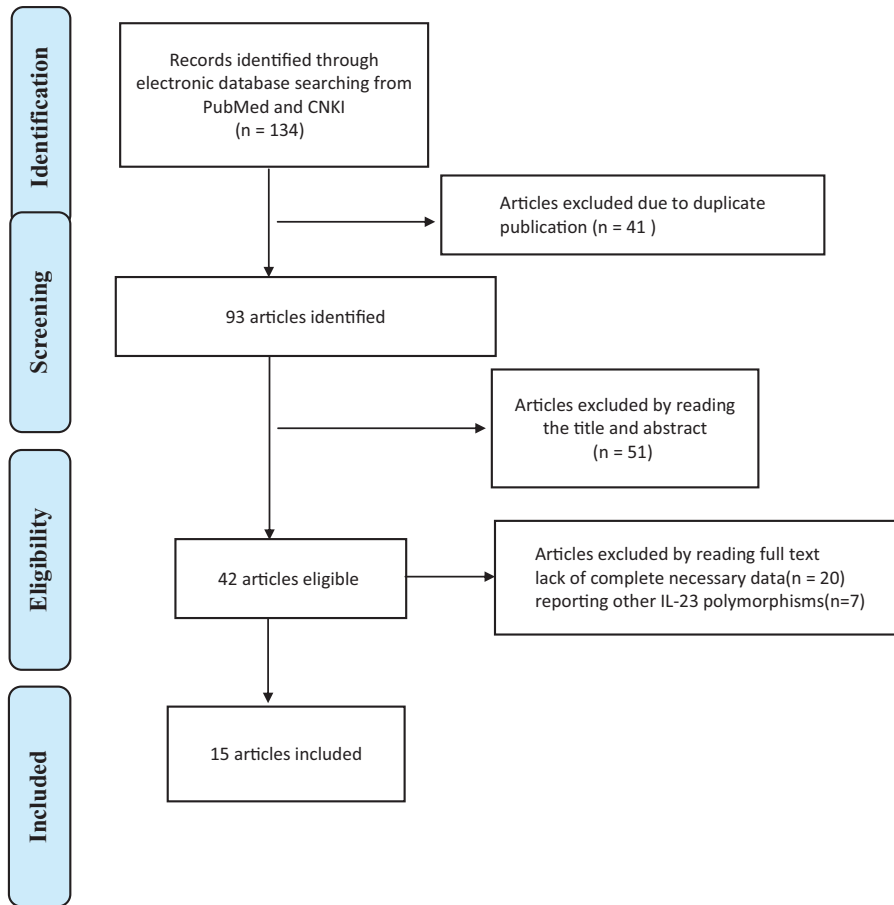 Identification
Records identified through
electronic database searching from
PubMed and CNKI
(n = 134)
Articles excluded due to duplicate
publication (n = 41 )
Screening
93 articles identified
Articles excluded by reading
the title and abstract
(n = 51)
Eligibility
42 articles eligible
Articles excluded by reading full text
lack of complete necessary data(n = 20)
reporting other IL-23 polymorphisms(n=7)
Included
15 articles included